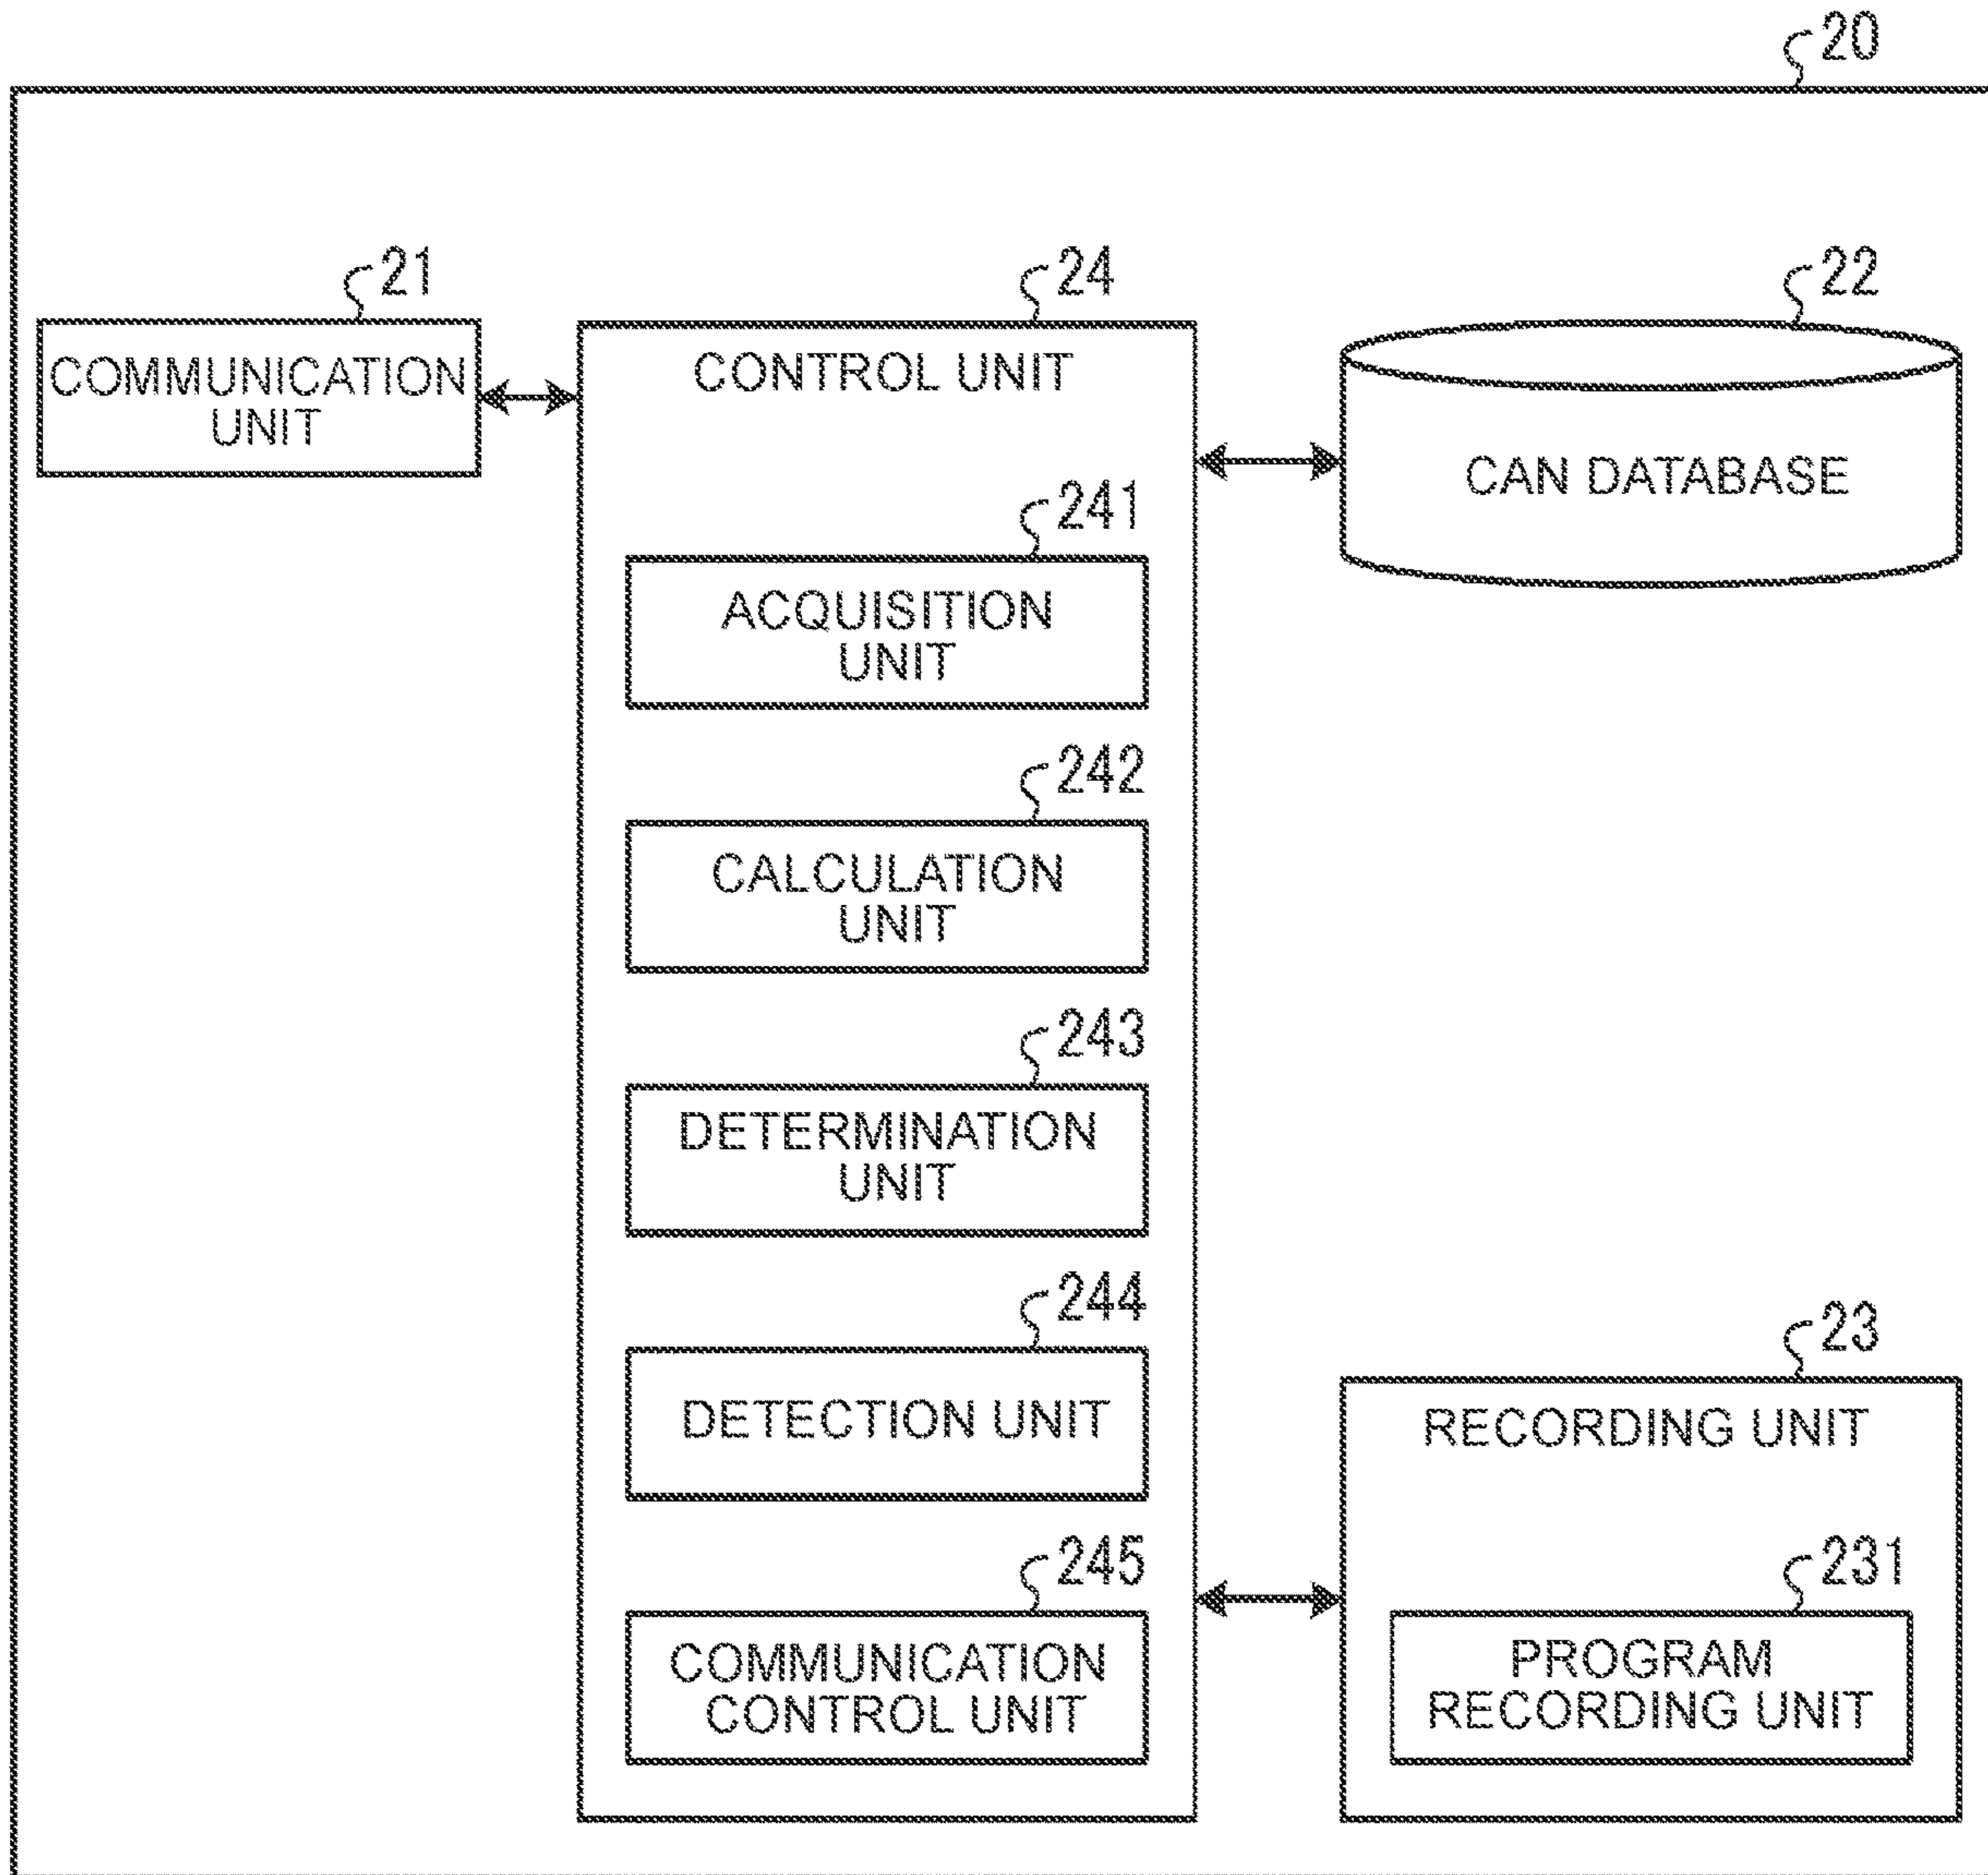 20
21
COMMUNICATION
UNIT
24
CONTROL UNIT
22
CAN DATABASE
241
ACQUISITION
UNIT
242
CALCULATION
UNIT
243
DETERMINATION
UNIT
244
DETECTION UNIT
245
COMMUNICATION
CONTROL UNIT
23
RECORDING UNIT
231
PROGRAM
RECORDING UNIT